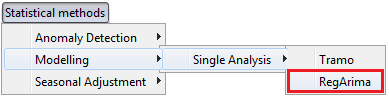 Statistical methods
Anomaly Detection
Modelling
Single Analysis
Tramo
Seasonal Adjustment
RegArima